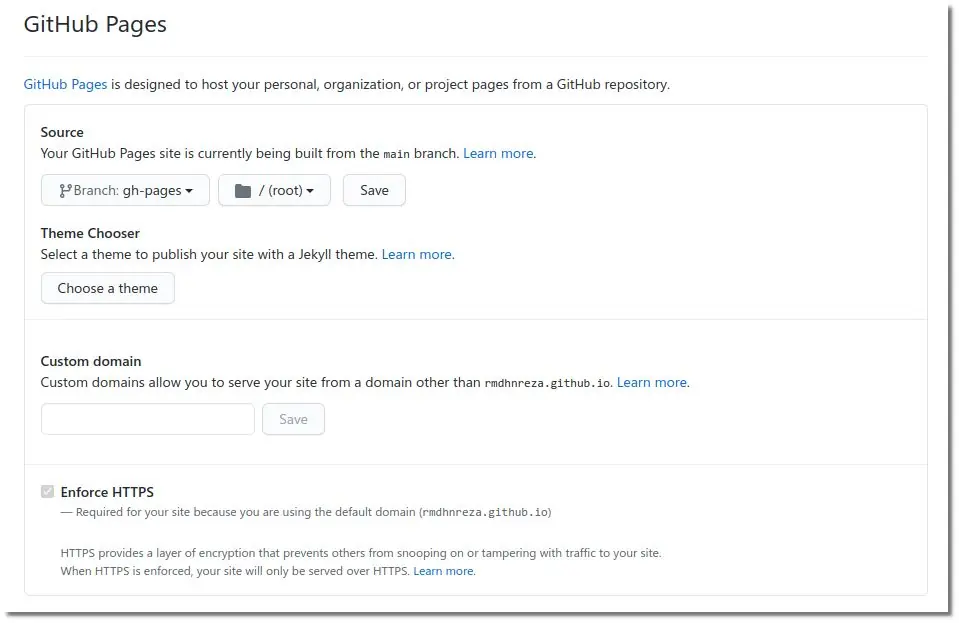 GitHub Pages
GitHub Pages is designed to host your personal, organization, or project pages from a GitHub repository.
Source
Your GitHub Pages site is currently being built from the main branch. Learn more.
Branch: gh-pages / (root) Save
Theme Chooser
Select a theme to publish your site with a Jekyll theme. Learn more.
Choose a theme
Custom domain
Custom domains allow you to serve your site from a domain other than rmdhnreza.github.io. Learn more.
Save
Enforce HTTPS
— Required for your site because you are using the default domain (rmdhnreza.github.io)
HTTPS provides a layer of encryption that prevents others from snooping on or tampering with traffic to your site.
When HTTPS is enforced, your site will only be served over HTTPS. Learn more.